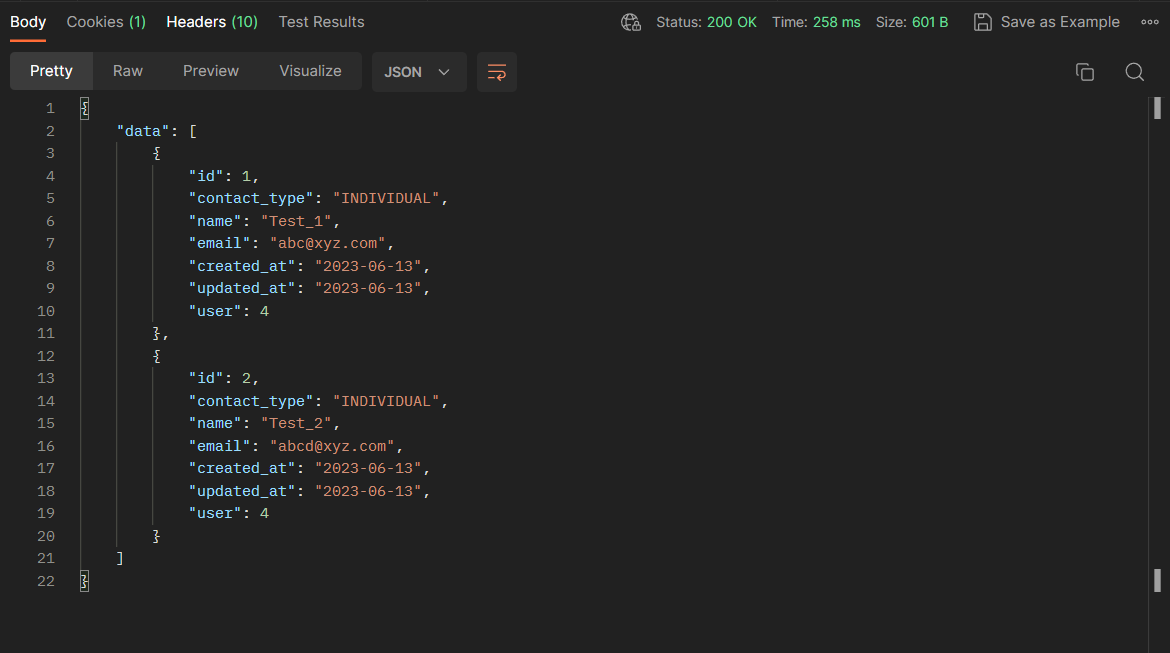 Body Cookies (1) Headers (10) Test Results Status: 200 OK Time: 258 ms Size: 601 B Save as Example
Pretty Raw Preview Visualize JSON
1 {
2 "data": [
3 {
4 "id": 1,
5 "contact_type": "INDIVIDUAL",
6 "name": "Test_1",
7 "email": "abc@xyz.com",
8 "created_at": "2023-06-13",
9 "updated_at": "2023-06-13",
10 "user": 4
11 },
12 {
13 "id": 2,
14 "contact_type": "INDIVIDUAL",
15 "name": "Test_2",
16 "email": "abcd@xyz.com",
17 "created_at": "2023-06-13",
18 "updated_at": "2023-06-13",
19 "user": 4
20 }
21 ]
22 }